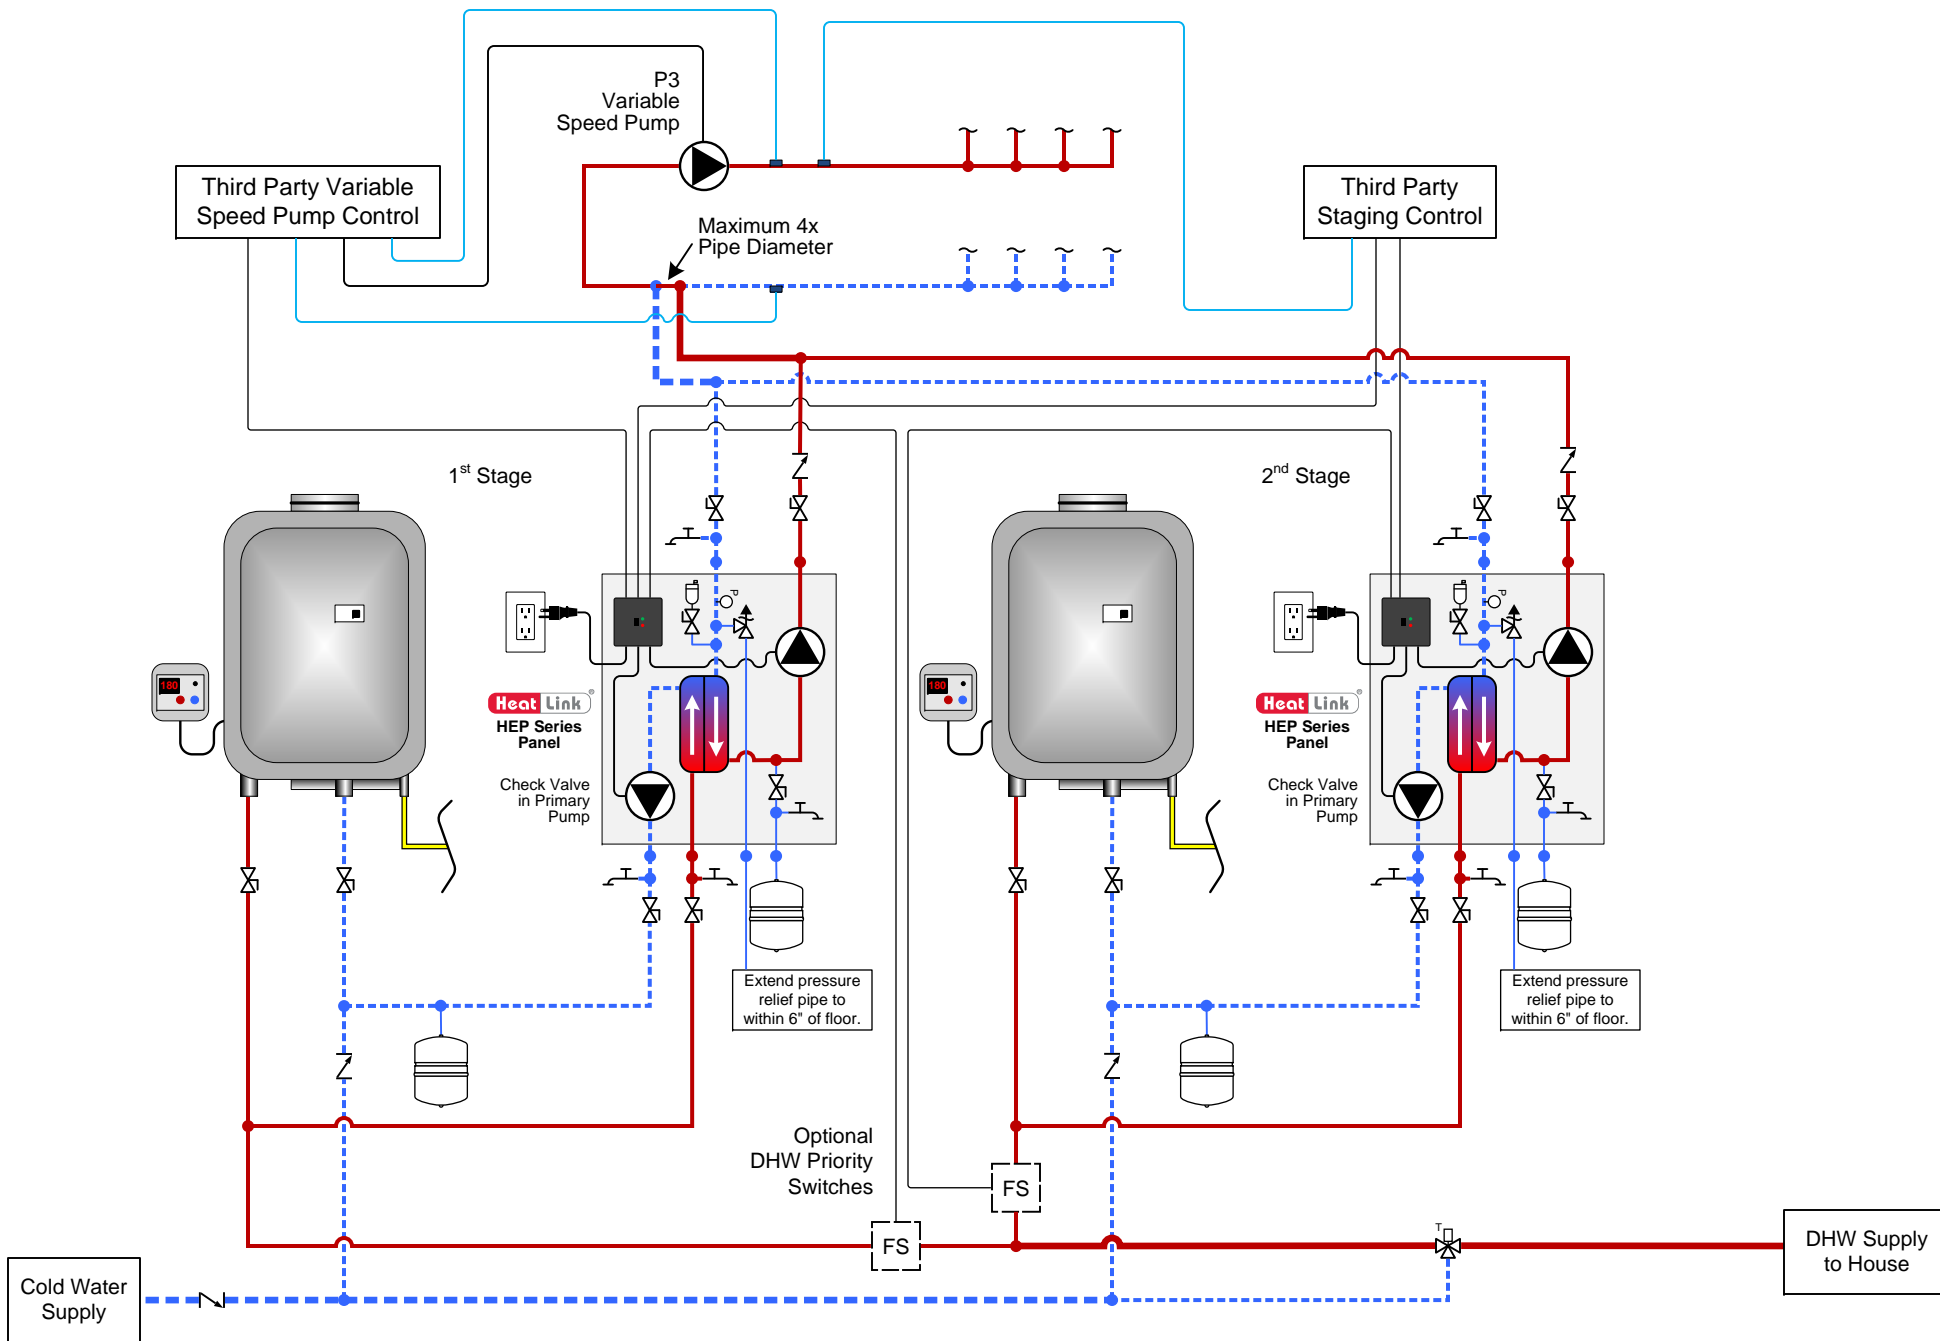 P3
Variable
Speed Pump
Third Party Variable
Speed Pump Control
Third Party
Staging Control
Maximum 4x
Pipe Diameter
1st Stage
2nd Stage
P
P
180
180
Heat Link®
HEP Series
Panel
Heat Link®
HEP Series
Panel
Check Valve
in Primary
Pump
Check Valve
in Primary
Pump
Extend pressure
relief pipe to
within 6" of floor.
Extend pressure
relief pipe to
within 6" of floor.
Optional
DHW Priority
Switches
FS
FS
T
DHW Supply
to House
Cold Water
Supply